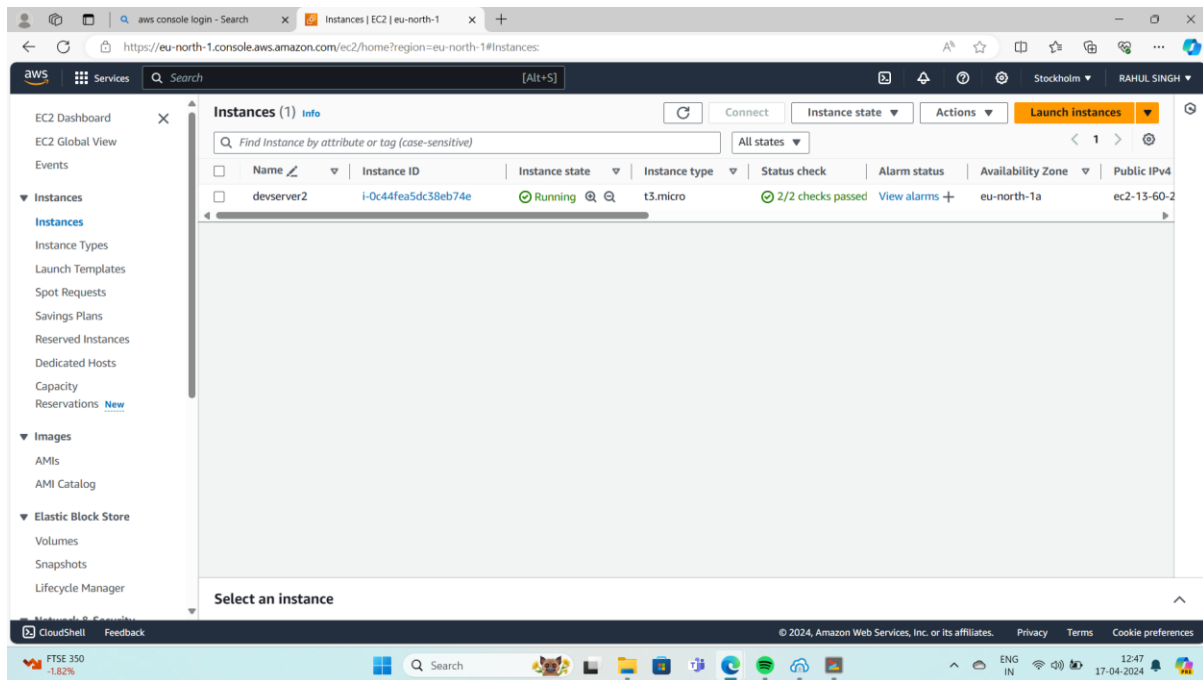 aws console login - Search
Instances | EC2 | eu-north-1
https://eu-north-1.console.aws.amazon.com/ec2/home?region=eu-north-1#Instances:
aws Services Search [Alt+S] Stockholm ▼ RAHUL SINGH ▼
EC2 Dashboard
EC2 Global View
Events
Instances
Instances
Instance Types
Launch Templates
Spot Requests
Savings Plans
Reserved Instances
Dedicated Hosts
Capacity
Reservations New
Images
AMIs
AMI Catalog
Elastic Block Store
Volumes
Snapshots
Lifecycle Manager
Network & Security
Instances (1) Info Connect Instance state ▼ Actions ▼ Launch instances ▼
Find Instance by attribute or tag (case-sensitive) All states ▼ 1
Name Instance ID Instance state Instance type Status check Alarm status Availability Zone Public IPv4
devserver2 i-0c44fea5dc38eb74e Running t3.micro 2/2 checks passed View alarms + eu-north-1a ec2-13-60-2
Select an instance
CloudShell Feedback © 2024, Amazon Web Services, Inc. or its affiliates. Privacy Terms Cookie preferences
FTSE 350
-1.82%
Search
ENG
IN
12:47
17-04-2024